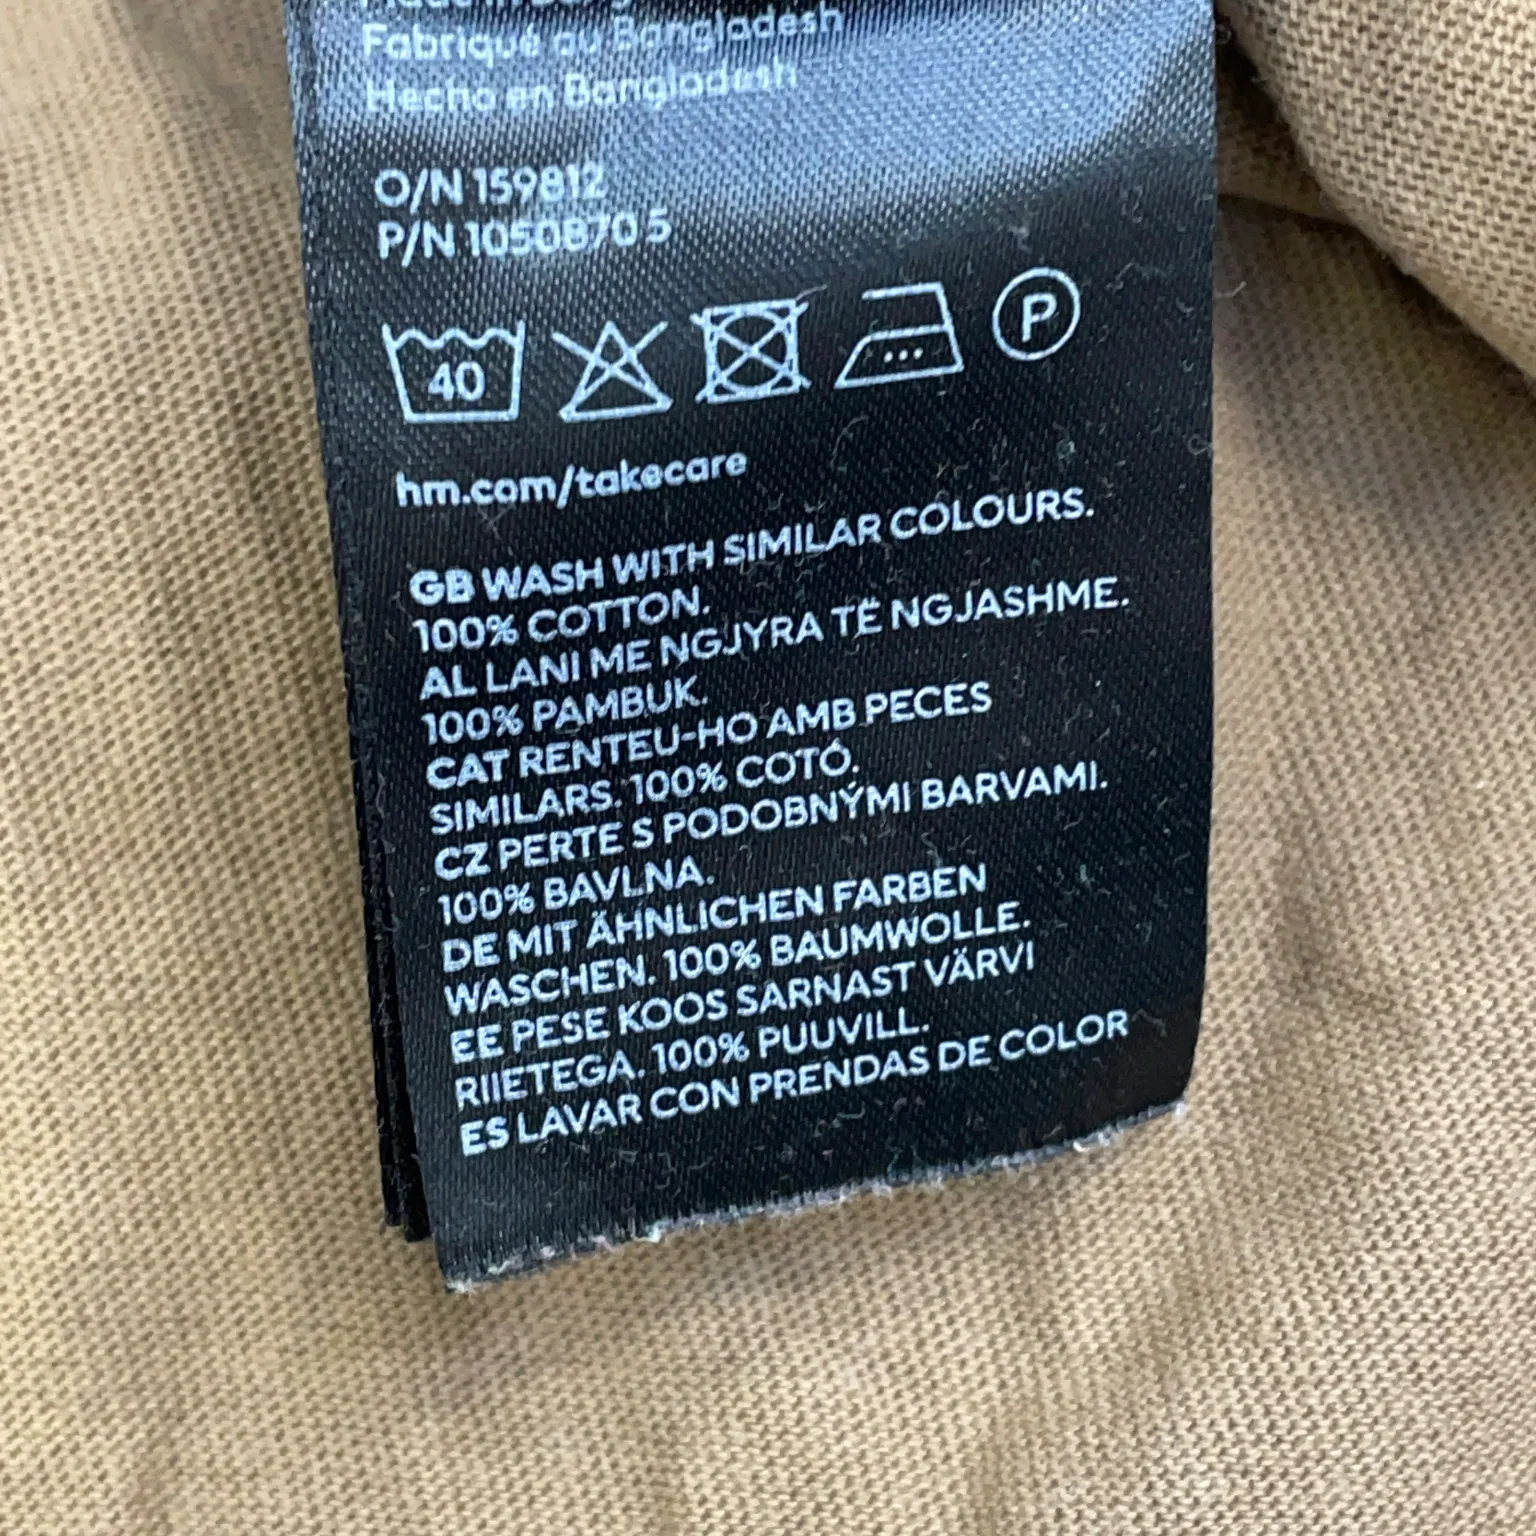 Fabriqué au Bangladesh
Hecho en Bangladesh
O/N 159812
P/N 1050870 5
40
P
hm.com/takecare
GB WASH WITH SIMILAR COLOURS.
100% COTTON.
AL LANI ME NGJYRA TË NGJASHME.
100% PAMBUK.
CAT RENTEU-HO AMB PECES
SIMILARS. 100% COTÓ.
CZ PERTE S PODOBNÝMI BARVAMI.
100% BAVLNA.
DE MIT ÄHNLICHEN FARBEN
WASCHEN. 100% BAUMWOLLE.
EE PESE KOOS SARNAST VÄRVI
RIIETEGA. 100% PUUVILL.
ES LAVAR CON PRENDAS DE COLOR